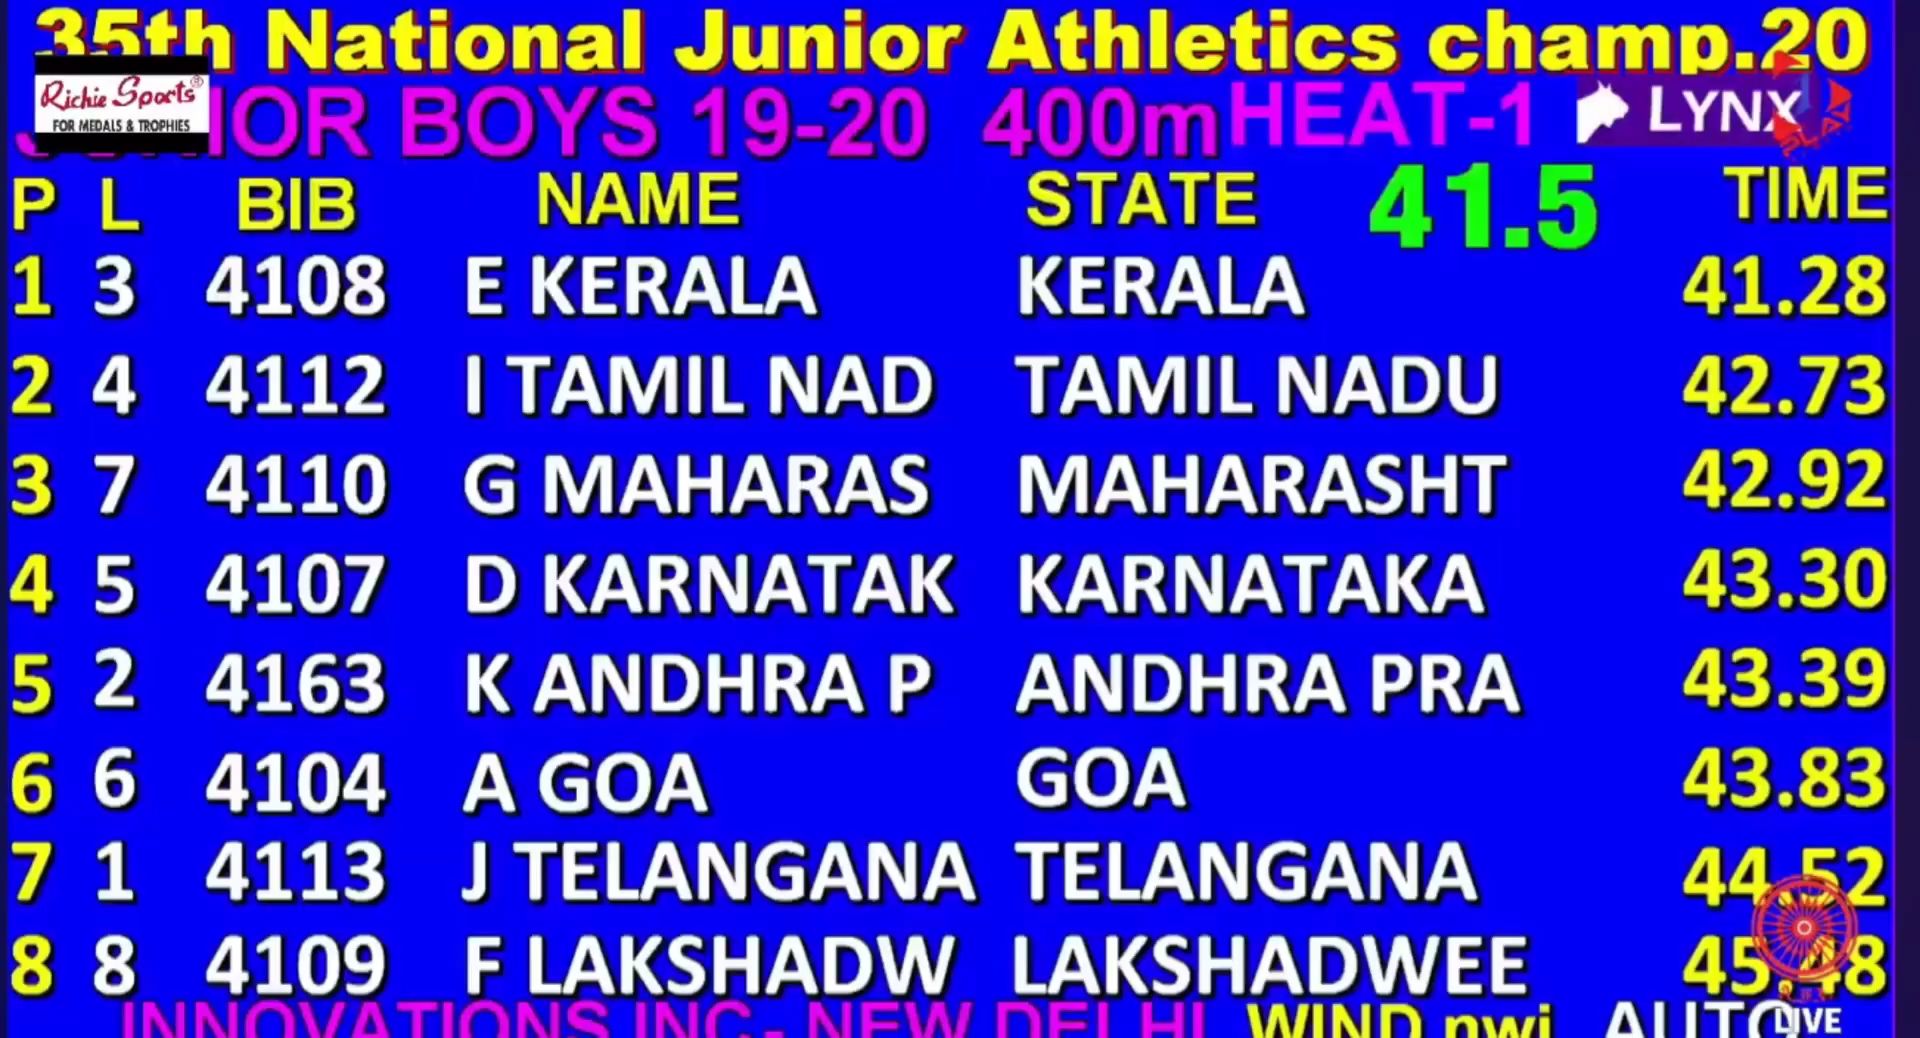 35th National Junior Athletics champ.20
Richie Sports®
FOR MEDALS & TROPHIES
JUNIOR BOYS 19-20 400m HEAT-1 LYNX
P L BIB NAME STATE 41.5 TIME
1 3 4108 E KERALA KERALA 41.28
2 4 4112 I TAMIL NAD TAMIL NADU 42.73
3 7 4110 G MAHARAS MAHARASHT 42.92
4 5 4107 D KARNATAK KARNATAKA 43.30
5 2 4163 K ANDHRA P ANDHRA PRA 43.39
6 6 4104 A GOA GOA 43.83
7 1 4113 J TELANGANA TELANGANA 44.52
8 8 4109 F LAKSHADW LAKSHADWEE 45.48
INNOVATIONS INC.- NEW DELHI WIND nwi AUTO
LIVE